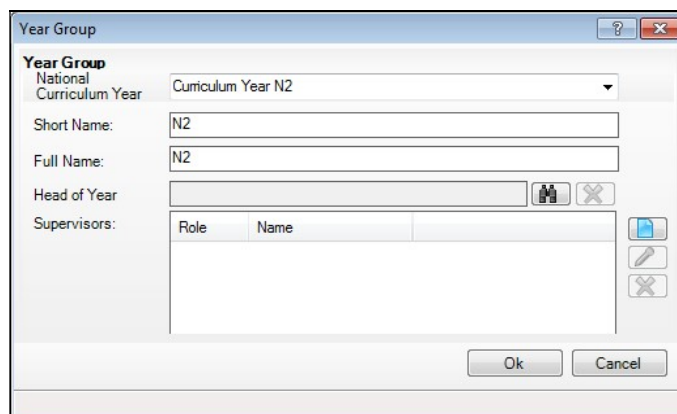 Year Group
Year Group
National
Curriculum Year
Curriculum Year N2
Short Name:
N2
Full Name:
N2
Head of Year
Supervisors:
Role Name
Ok Cancel